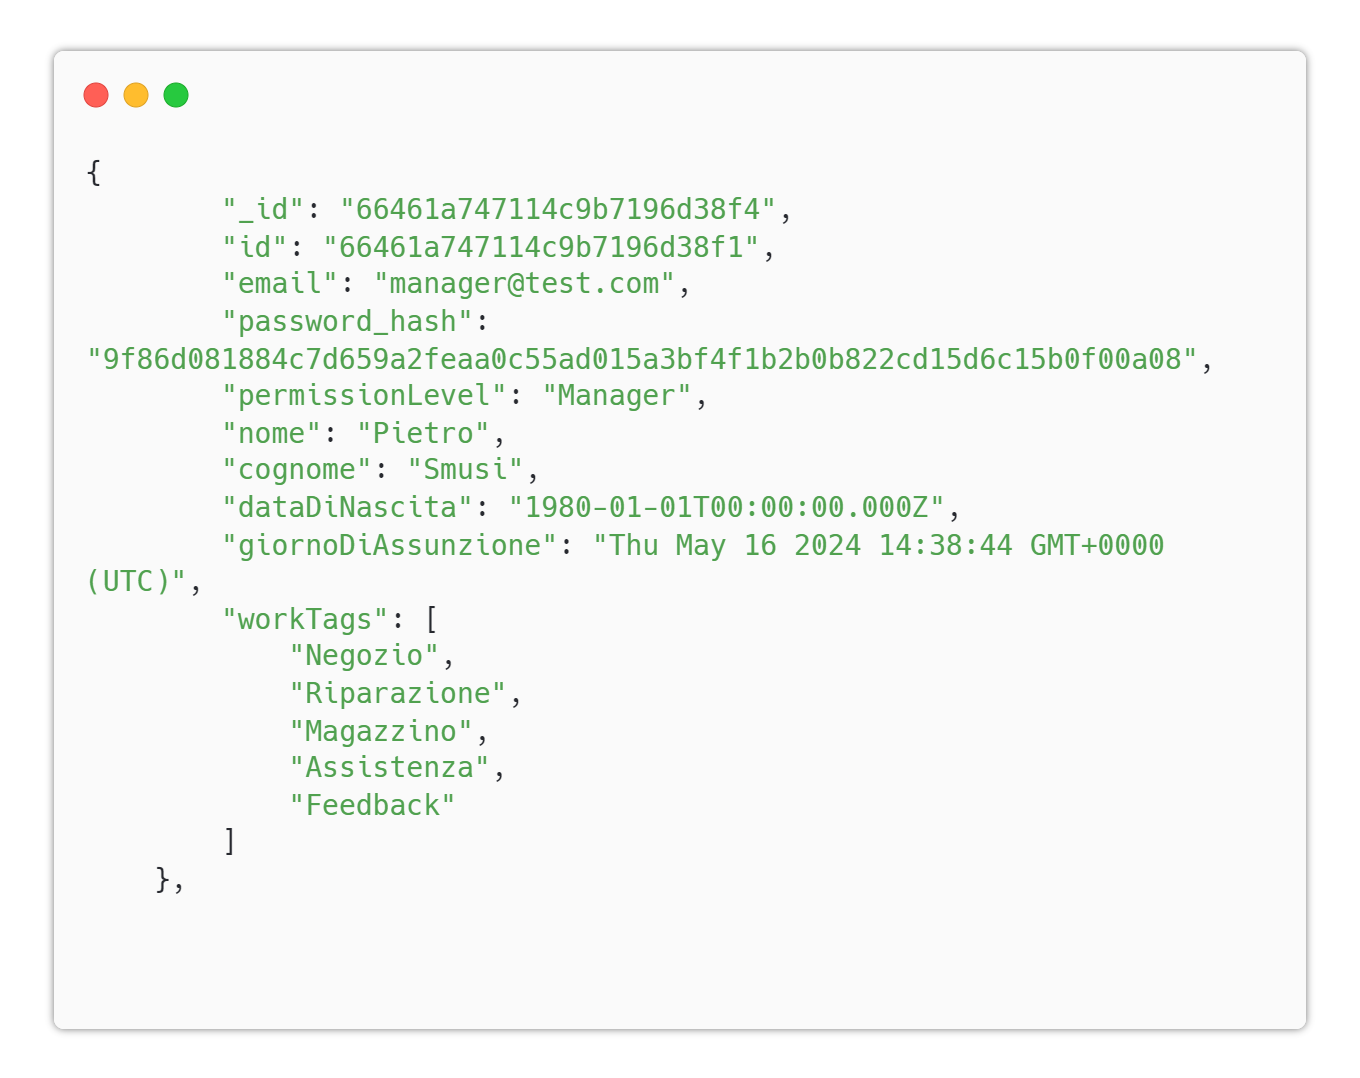 {
"_id": "66461a747114c9b7196d38f4",
"id": "66461a747114c9b7196d38f1",
"email": "manager@test.com",
"password_hash":
"9f86d081884c7d659a2feaa0c55ad015a3bf4f1b2b0b822cd15d6c15b0f00a08",
"permissionLevel": "Manager",
"nome": "Pietro",
"cognome": "Smusi",
"dataDiNascita": "1980-01-01T00:00:00.000Z",
"giornoDiAssunzione": "Thu May 16 2024 14:38:44 GMT+0000
(UTC)",
"workTags": [
"Negozio",
"Riparazione",
"Magazzino",
"Assistenza",
"Feedback"
]
},